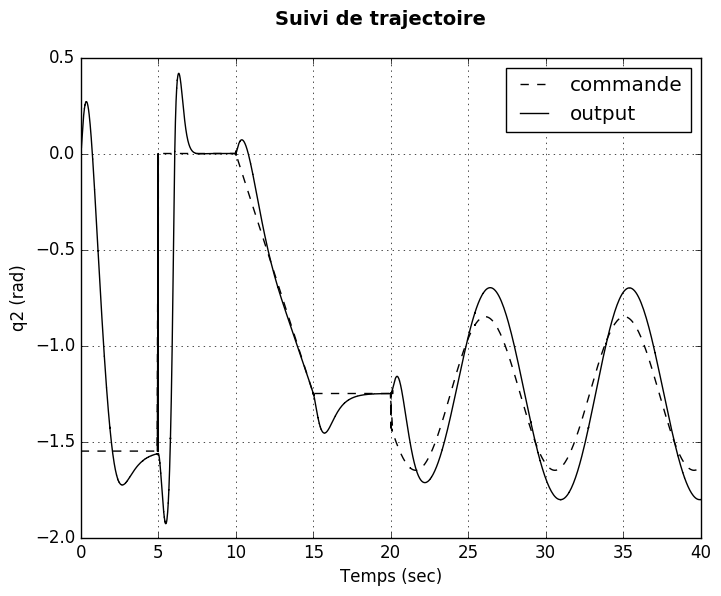 Suivi de trajectoire
0.5
0.0
−0.5
−1.0
−1.5
−2.0
q2 (rad)
commande
output
0 5 10 15 20 25 30 35 40
Temps (sec)